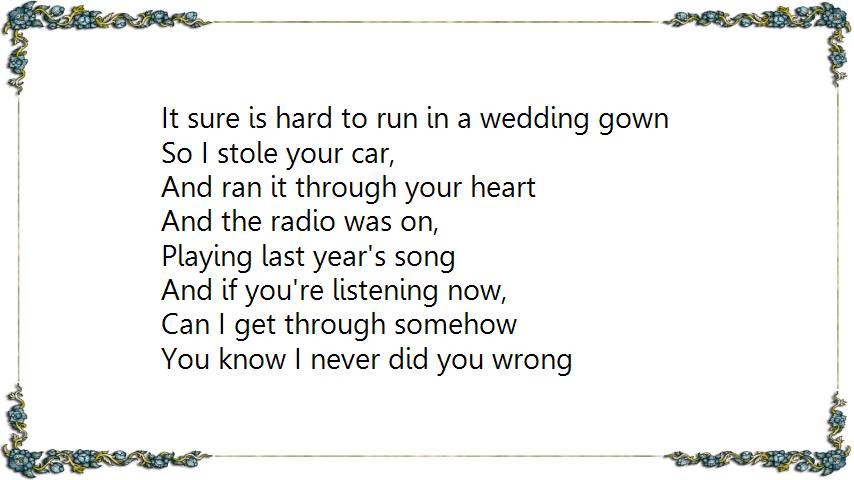 It sure is hard to run in a wedding gown
So I stole your car,
And ran it through your heart
And the radio was on,
Playing last year's song
And if you're listening now,
Can I get through somehow
You know I never did you wrong